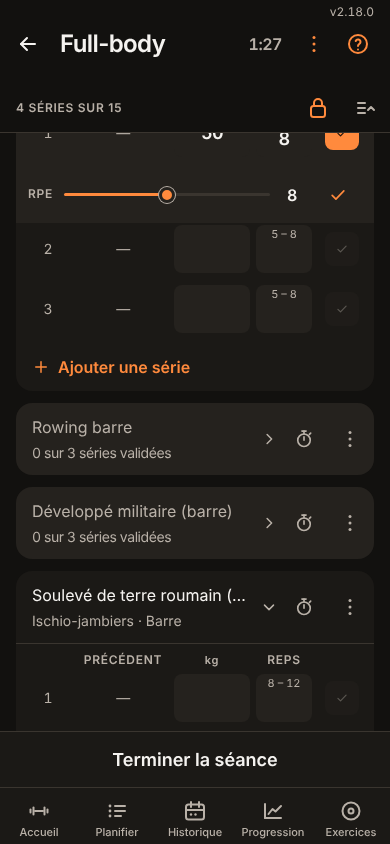 v2.18.0
Full-body
1:27
4 SÉRIES SUR 15
1 — 50 8
RPE 8
2 — 5 – 8
3 — 5 – 8
+ Ajouter une série
Rowing barre
0 sur 3 séries validées
Développé militaire (barre)
0 sur 3 séries validées
Soulevé de terre roumain (...
Ischio-jambiers · Barre
PRÉCÉDENT kg REPS
1 — 8 – 12
Terminer la séance
Accueil Planifier Historique Progression Exercices